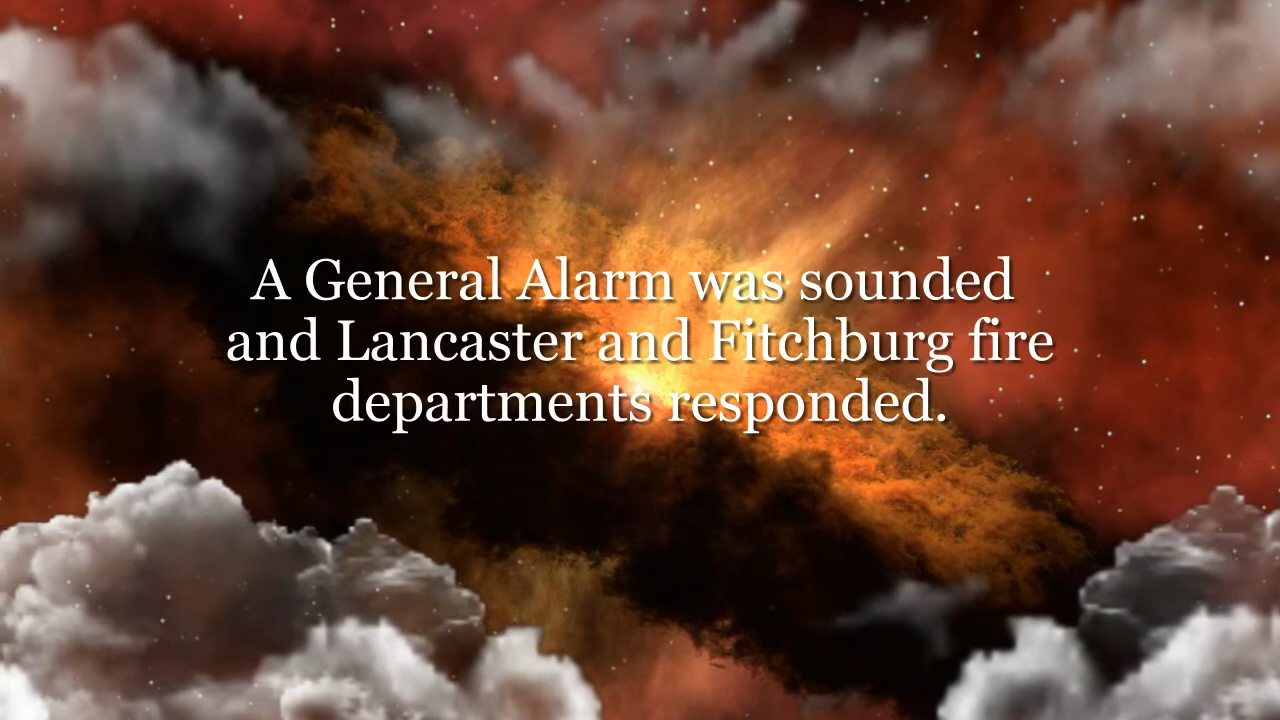 A General Alarm was sounded
and Lancaster and Fitchburg fire
departments responded.